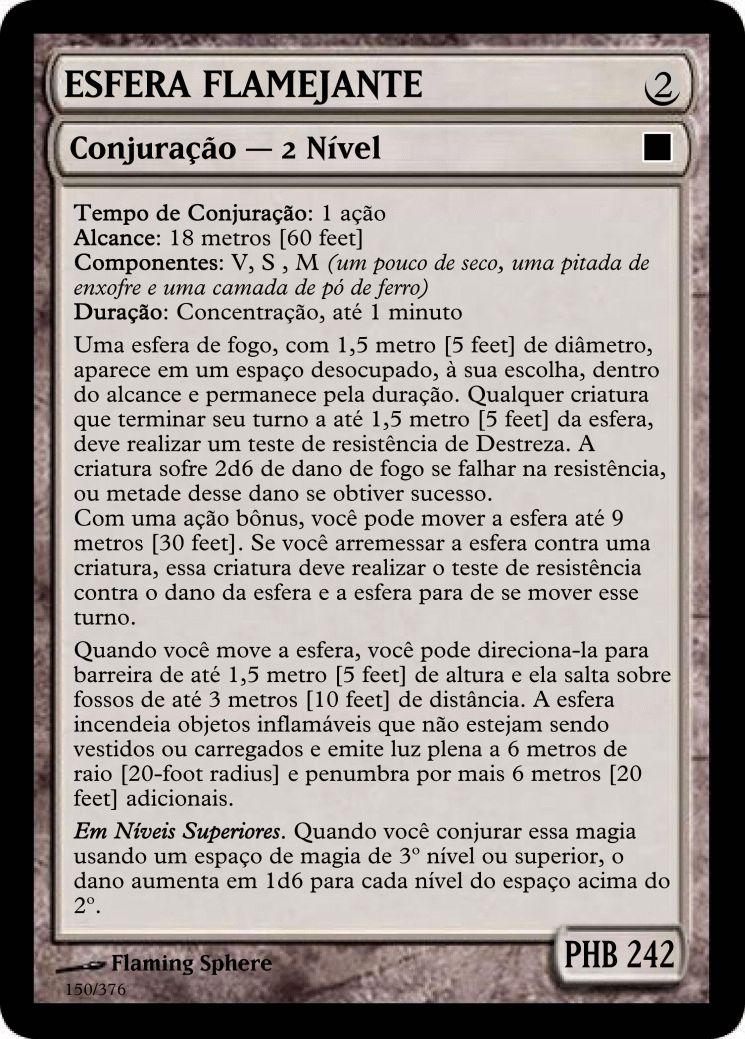 ESFERA FLAMEJANTE
2
Conjuração — 2 Nível
Tempo de Conjuração: 1 ação
Alcance: 18 metros [60 feet]
Componentes: V, S , M (um pouco de seco, uma pitada de
enxofre e uma camada de pó de ferro)
Duração: Concentração, até 1 minuto
Uma esfera de fogo, com 1,5 metro [5 feet] de diâmetro,
aparece em um espaço desocupado, à sua escolha, dentro
do alcance e permanece pela duração. Qualquer criatura
que terminar seu turno a até 1,5 metro [5 feet] da esfera,
deve realizar um teste de resistência de Destreza. A
criatura sofre 2d6 de dano de fogo se falhar na resistência,
ou metade desse dano se obtiver sucesso.
Com uma ação bônus, você pode mover a esfera até 9
metros [30 feet]. Se você arremessar a esfera contra uma
criatura, essa criatura deve realizar o teste de resistência
contra o dano da esfera e a esfera para de se mover esse
turno.
Quando você move a esfera, você pode direciona-la para
barreira de até 1,5 metro [5 feet] de altura e ela salta sobre
fossos de até 3 metros [10 feet] de distância. A esfera
incendeia objetos inflamáveis que não estejam sendo
vestidos ou carregados e emite luz plena a 6 metros de
raio [20-foot radius] e penumbra por mais 6 metros [20
feet] adicionais.
Em Níveis Superiores. Quando você conjurar essa magia
usando um espaço de magia de 3º nível ou superior, o
dano aumenta em 1d6 para cada nível do espaço acima do
2º.
PHB 242
Flaming Sphere
150/376